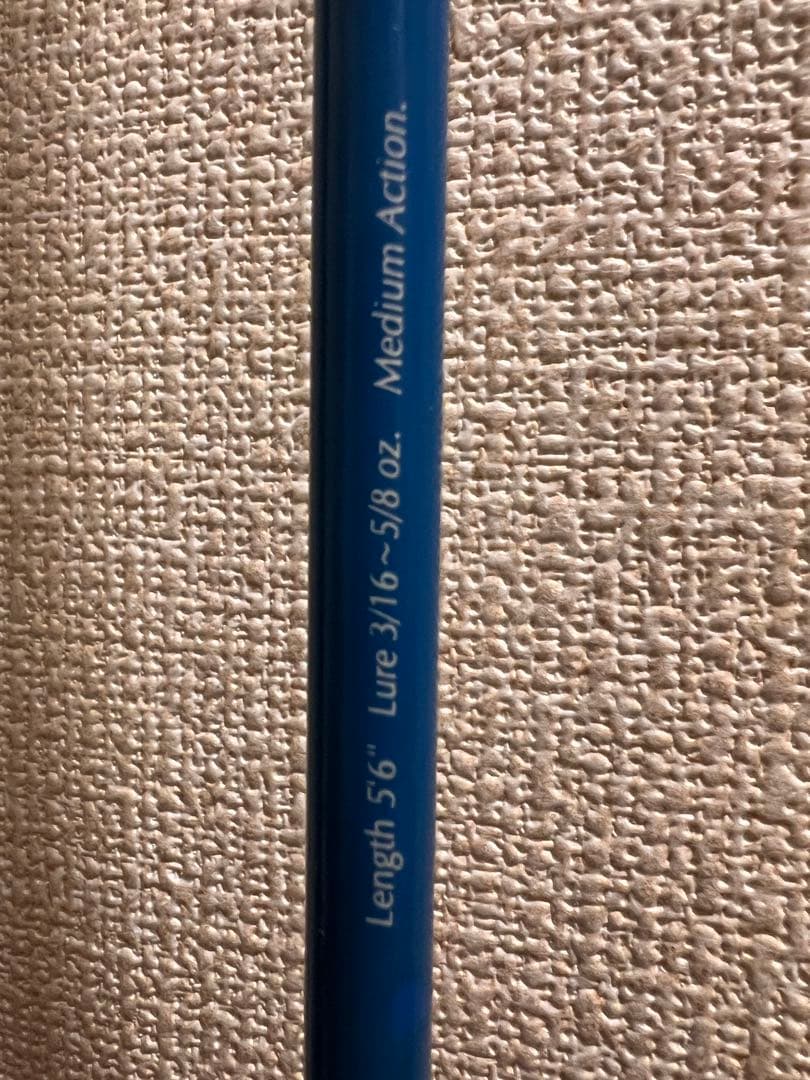 Length 5'6" Lure 3/16~5/8 oz. Medium Action.